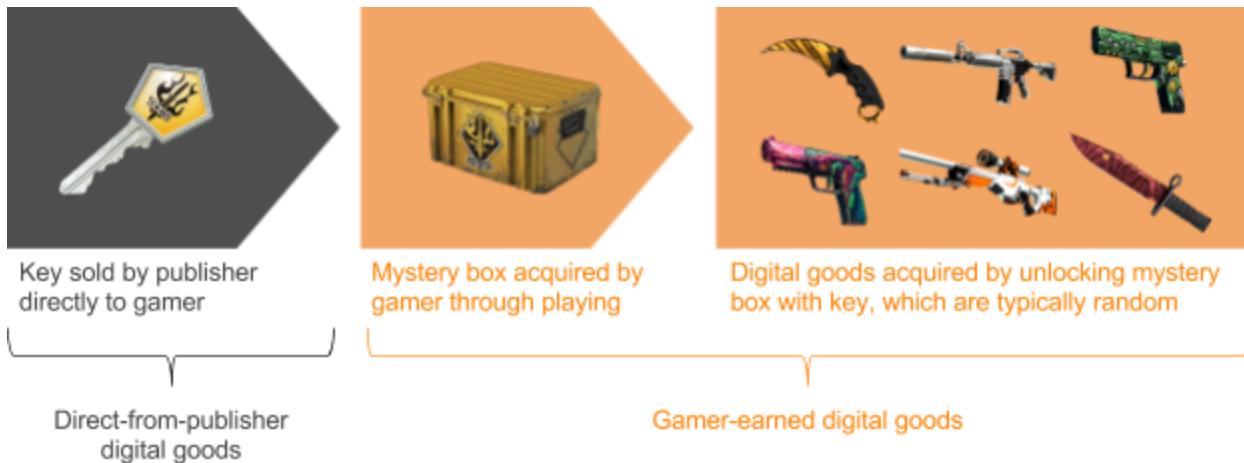 Key sold by publisher
directly to gamer
Mystery box acquired by
gamer through playing
Digital goods acquired by unlocking mystery
box with key, which are typically random
Direct-from-publisher
digital goods
Gamer-earned digital goods